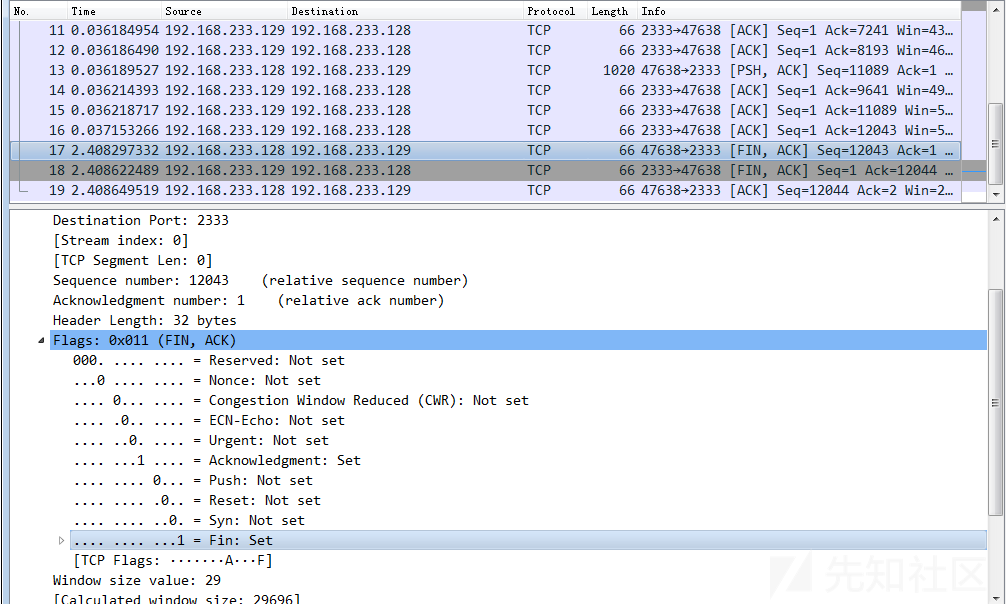 No. Time Source Destination Protocol Length Info
11 0.036184954 192.168.233.129 192.168.233.128 TCP 66 2333→47638 [ACK] Seq=1 Ack=7241 Win=43…
12 0.036186490 192.168.233.129 192.168.233.128 TCP 66 2333→47638 [ACK] Seq=1 Ack=8193 Win=46…
13 0.036189527 192.168.233.128 192.168.233.129 TCP 1020 47638→2333 [PSH, ACK] Seq=11089 Ack=1 …
14 0.036214393 192.168.233.129 192.168.233.128 TCP 66 2333→47638 [ACK] Seq=1 Ack=9641 Win=49…
15 0.036218717 192.168.233.129 192.168.233.128 TCP 66 2333→47638 [ACK] Seq=1 Ack=11089 Win=5…
16 0.037153266 192.168.233.129 192.168.233.128 TCP 66 2333→47638 [ACK] Seq=1 Ack=12043 Win=5…
17 2.408297332 192.168.233.128 192.168.233.129 TCP 66 47638→2333 [FIN, ACK] Seq=12043 Ack=1 …
18 2.408622489 192.168.233.129 192.168.233.128 TCP 66 2333→47638 [FIN, ACK] Seq=1 Ack=12044 …
19 2.408649519 192.168.233.128 192.168.233.129 TCP 66 47638→2333 [ACK] Seq=12044 Ack=2 Win=2…
Destination Port: 2333
[Stream index: 0]
[TCP Segment Len: 0]
Sequence number: 12043 (relative sequence number)
Acknowledgment number: 1 (relative ack number)
Header Length: 32 bytes
Flags: 0x011 (FIN, ACK)
000. .... .... = Reserved: Not set
...0 .... .... = Nonce: Not set
.... 0... .... = Congestion Window Reduced (CWR): Not set
.... .0.. .... = ECN-Echo: Not set
.... ..0. .... = Urgent: Not set
.... ...1 .... = Acknowledgment: Set
.... .... 0... = Push: Not set
.... .... .0.. = Reset: Not set
.... .... ..0. = Syn: Not set
.... .... ...1 = Fin: Set
[TCP Flags: ·······A···F]
Window size value: 29
[Calculated window size: 29696]
先知社区